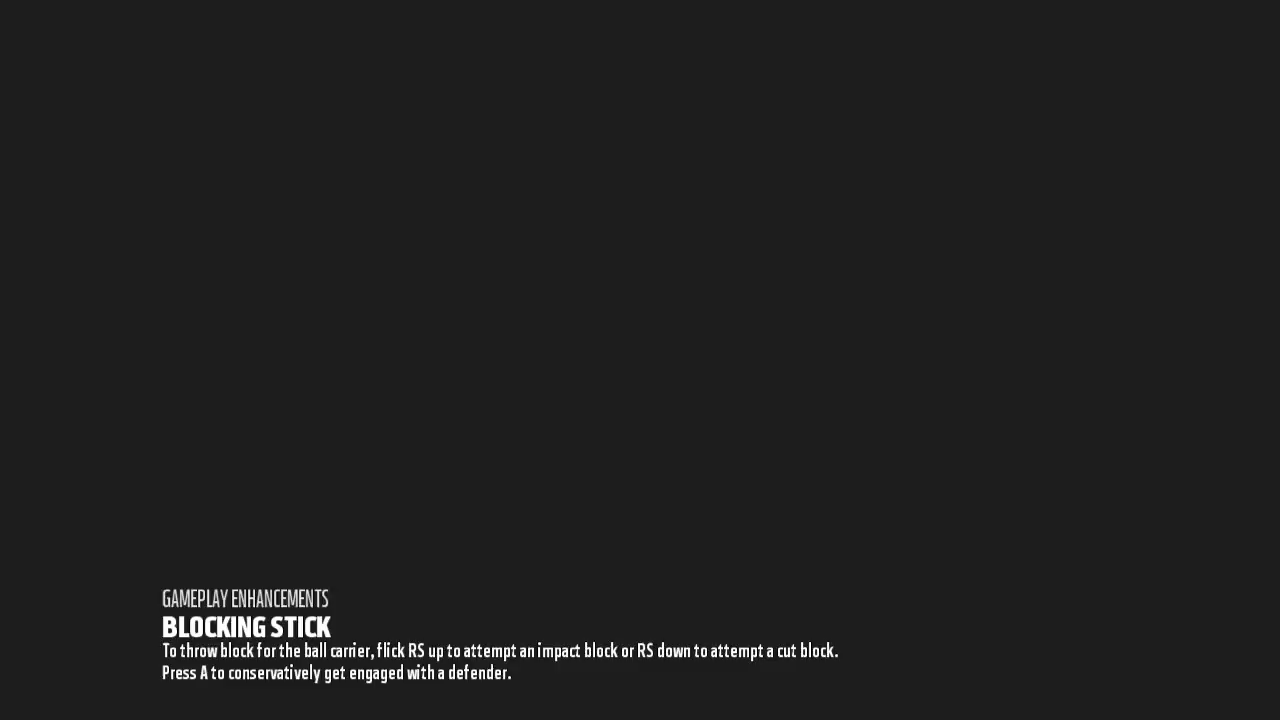 GAMEPLAY ENHANCEMENTS
BLOCKING STICK
To throw block for the ball carrier, flick RS up to attempt an impact block or RS down to attempt a cut block.
Press A to conservatively get engaged with a defender.